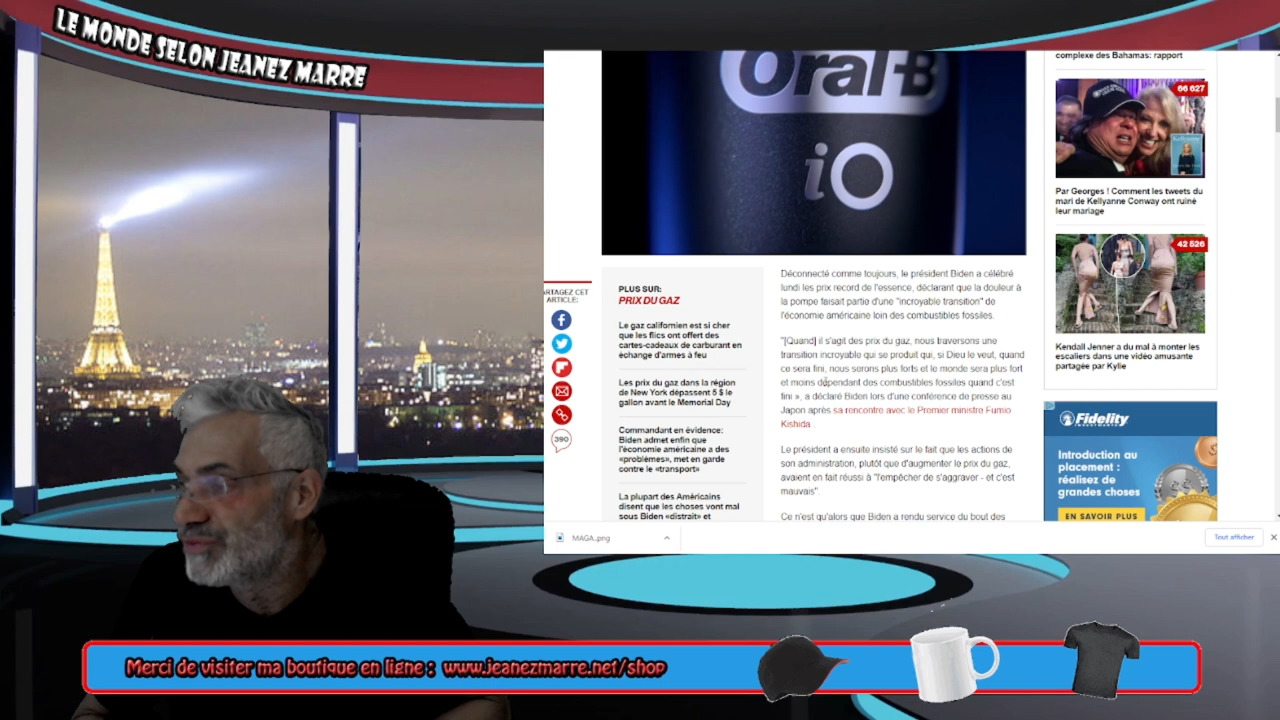 LE MONDE SELON JEANEZ MARRE
Oral-B
iO
complexe des Bahamas: rapport
66 627
Par Georges ! Comment les tweets du
mari de Kellyanne Conway ont ruiné
leur mariage
42 526
Kendall Jenner a du mal à monter les
escaliers dans une vidéo amusante
partagée par Kylie
RTAGEZ CET
ARTICLE:
390
PLUS SUR:
PRIX DU GAZ
Le gaz californien est si cher
que les flics ont offert des
cartes-cadeaux de carburant en
échange d'armes à feu
Les prix du gaz dans la région
de New York dépassent 5 $ le
gallon avant le Memorial Day
Commandant en évidence:
Biden admet enfin que
l'économie américaine a des
«problèmes», met en garde
contre le «transport»
La plupart des Américains
disent que les choses vont mal
sous Biden «distrait» et
Déconnecté comme toujours, le président Biden a célébré
lundi les prix record de l'essence, déclarant que la douleur à
la pompe faisait partie d'une "incroyable transition" de
l'économie américaine loin des combustibles fossiles.
"[Quand] il s'agit des prix du gaz, nous traversons une
transition incroyable qui se produit qui, si Dieu le veut, quand
ce sera fini, nous serons plus forts et le monde sera plus fort
et moins dépendant des combustibles fossiles quand c'est
fini », a déclaré Biden lors d'une conférence de presse au
Japon après sa rencontre avec le Premier ministre Fumio
Kishida .
Le président a ensuite insisté sur le fait que les actions de
son administration, plutôt que d'augmenter le prix du gaz,
avaient en fait réussi à "l'empêcher de s'aggraver - et c'est
mauvais".
Ce n'est qu'alors que Biden a rendu service du bout des
Fidelity
INVESTMENTS
Introduction au
placement :
réalisez de
grandes choses
EN SAVOIR PLUS
MAGA.png
Tout afficher
Merci de visiter ma boutique en ligne : www.jeanezmarre.net/shop